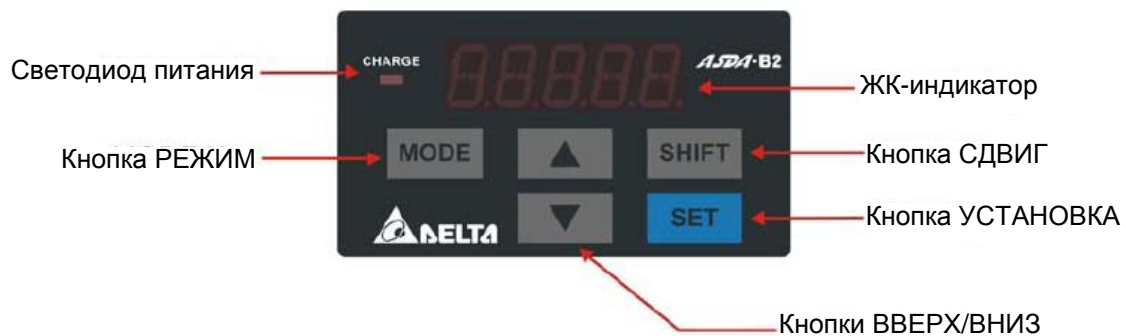 CHARGE
ASDA-B2
Светодиод питания
ЖК-индикатор
MODE
SHIFT
Кнопка РЕЖИМ
Кнопка СДВИГ
SET
DELTA
Кнопка УСТАНОВКА
Кнопки ВВЕРХ/ВНИЗ